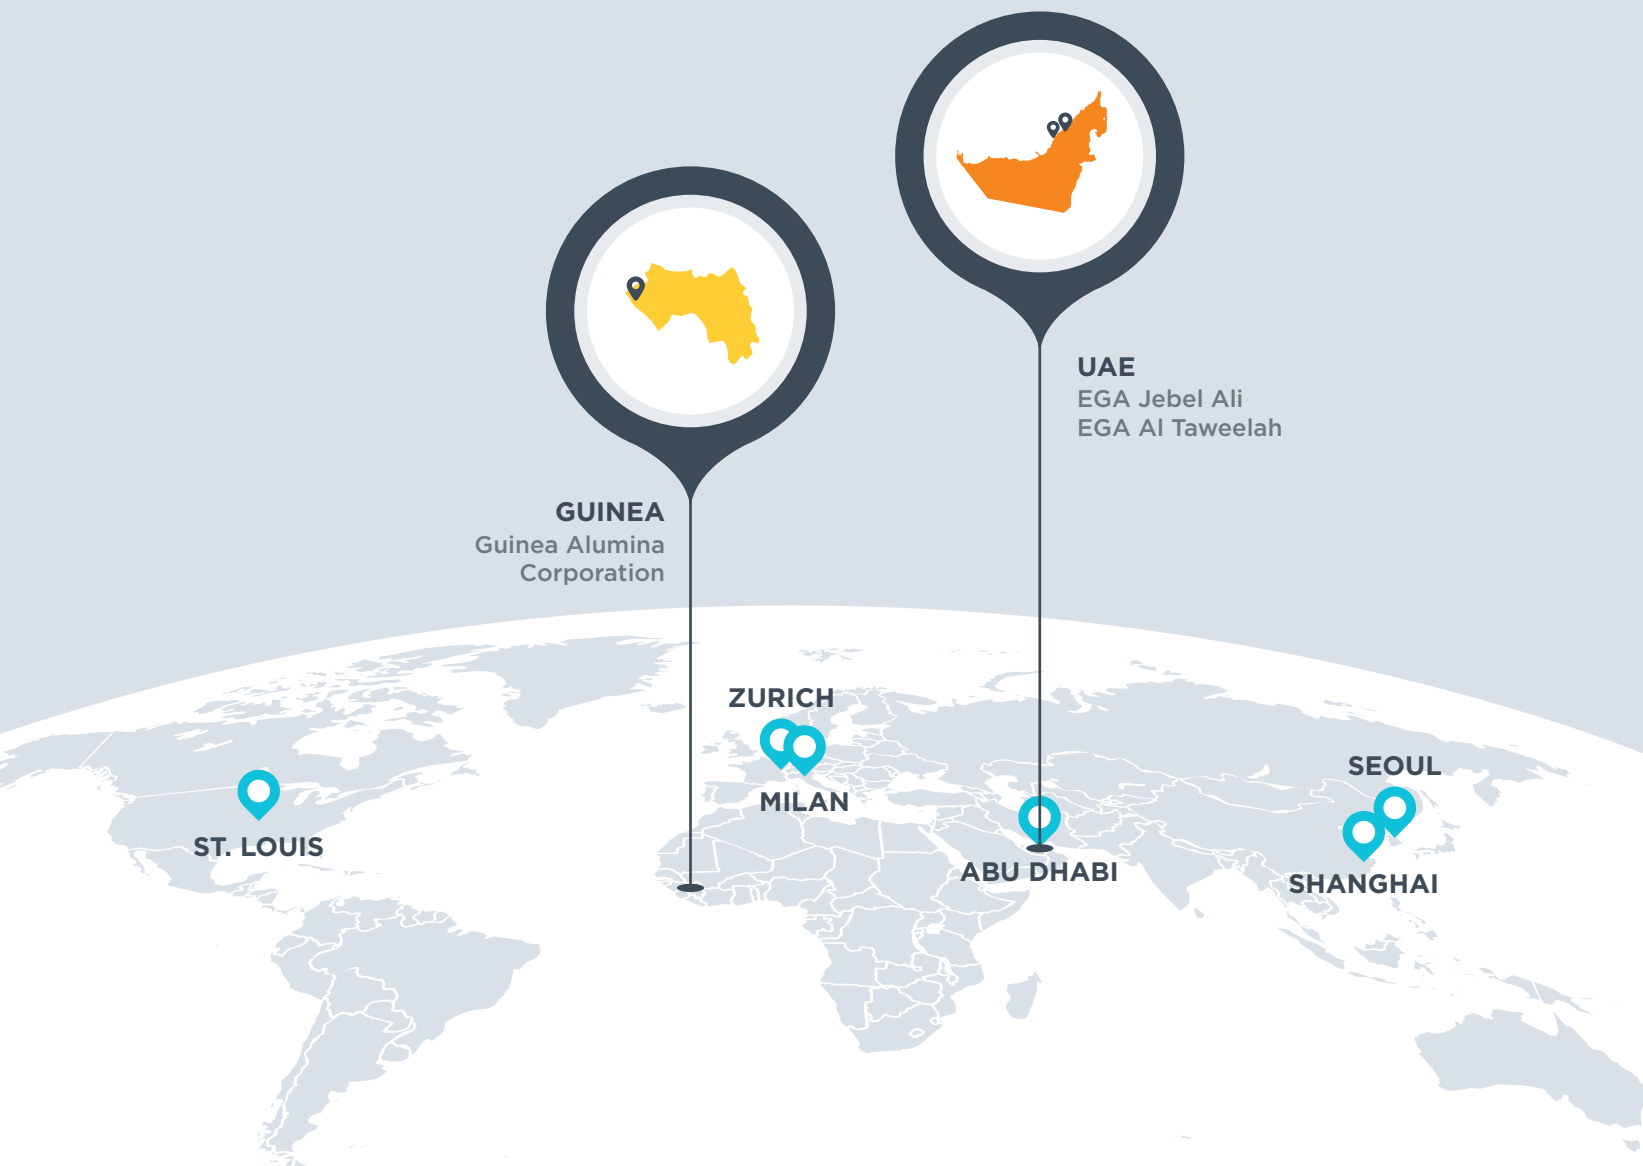 UAE
EGA Jebel Ali
EGA Al Taweelah
GUINEA
Guinea Alumina
Corporation
ZURICH
MILAN
ST. LOUIS
ABU DHABI
SEOUL
SHANGHAI